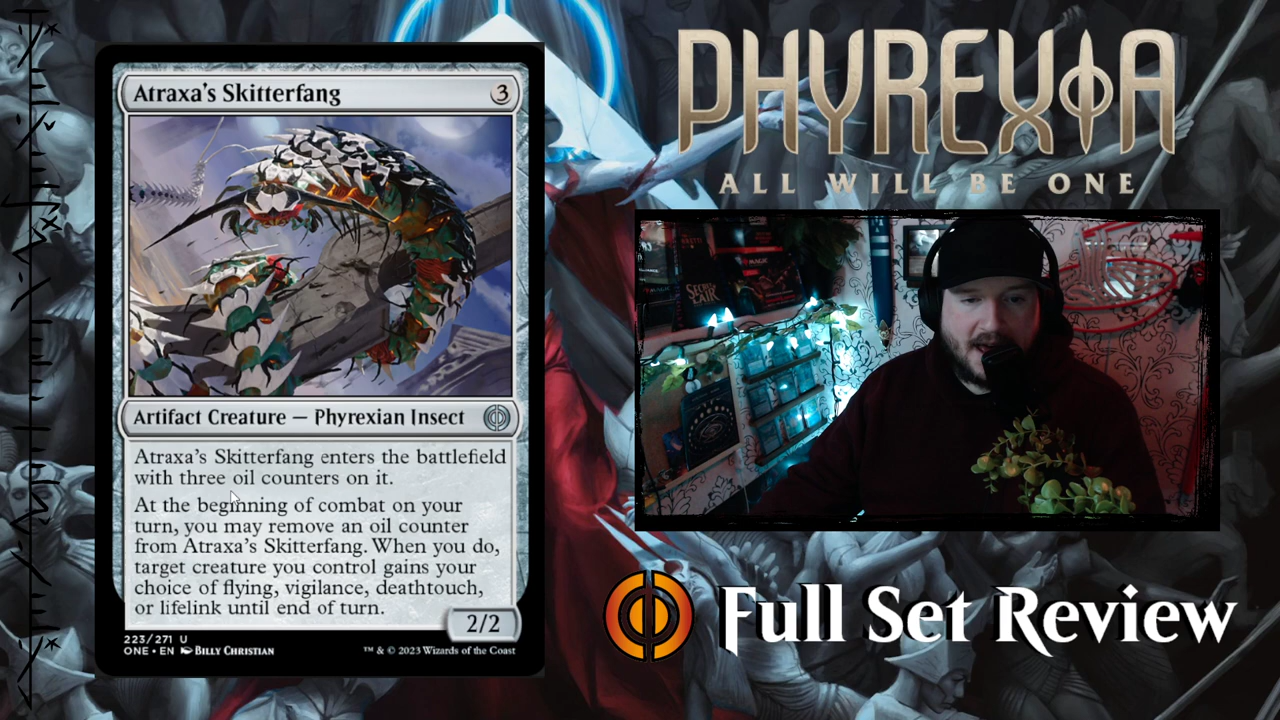 Atraxa's Skitterfang 3
Artifact Creature — Phyrexian Insect
Atraxa's Skitterfang enters the battlefield
with three oil counters on it.
At the beginning of combat on your
turn, you may remove an oil counter
from Atraxa's Skitterfang. When you do,
target creature you control gains your
choice of flying, vigilance, deathtouch,
or lifelink until end of turn.
2/2
223/271 U
ONE • EN BILLY CHRISTIAN
™ & © 2023 Wizards of the Coast
PHYREXIA
ALL WILL BE ONE
SECRET
LAIR
MAGIC
Full Set Review